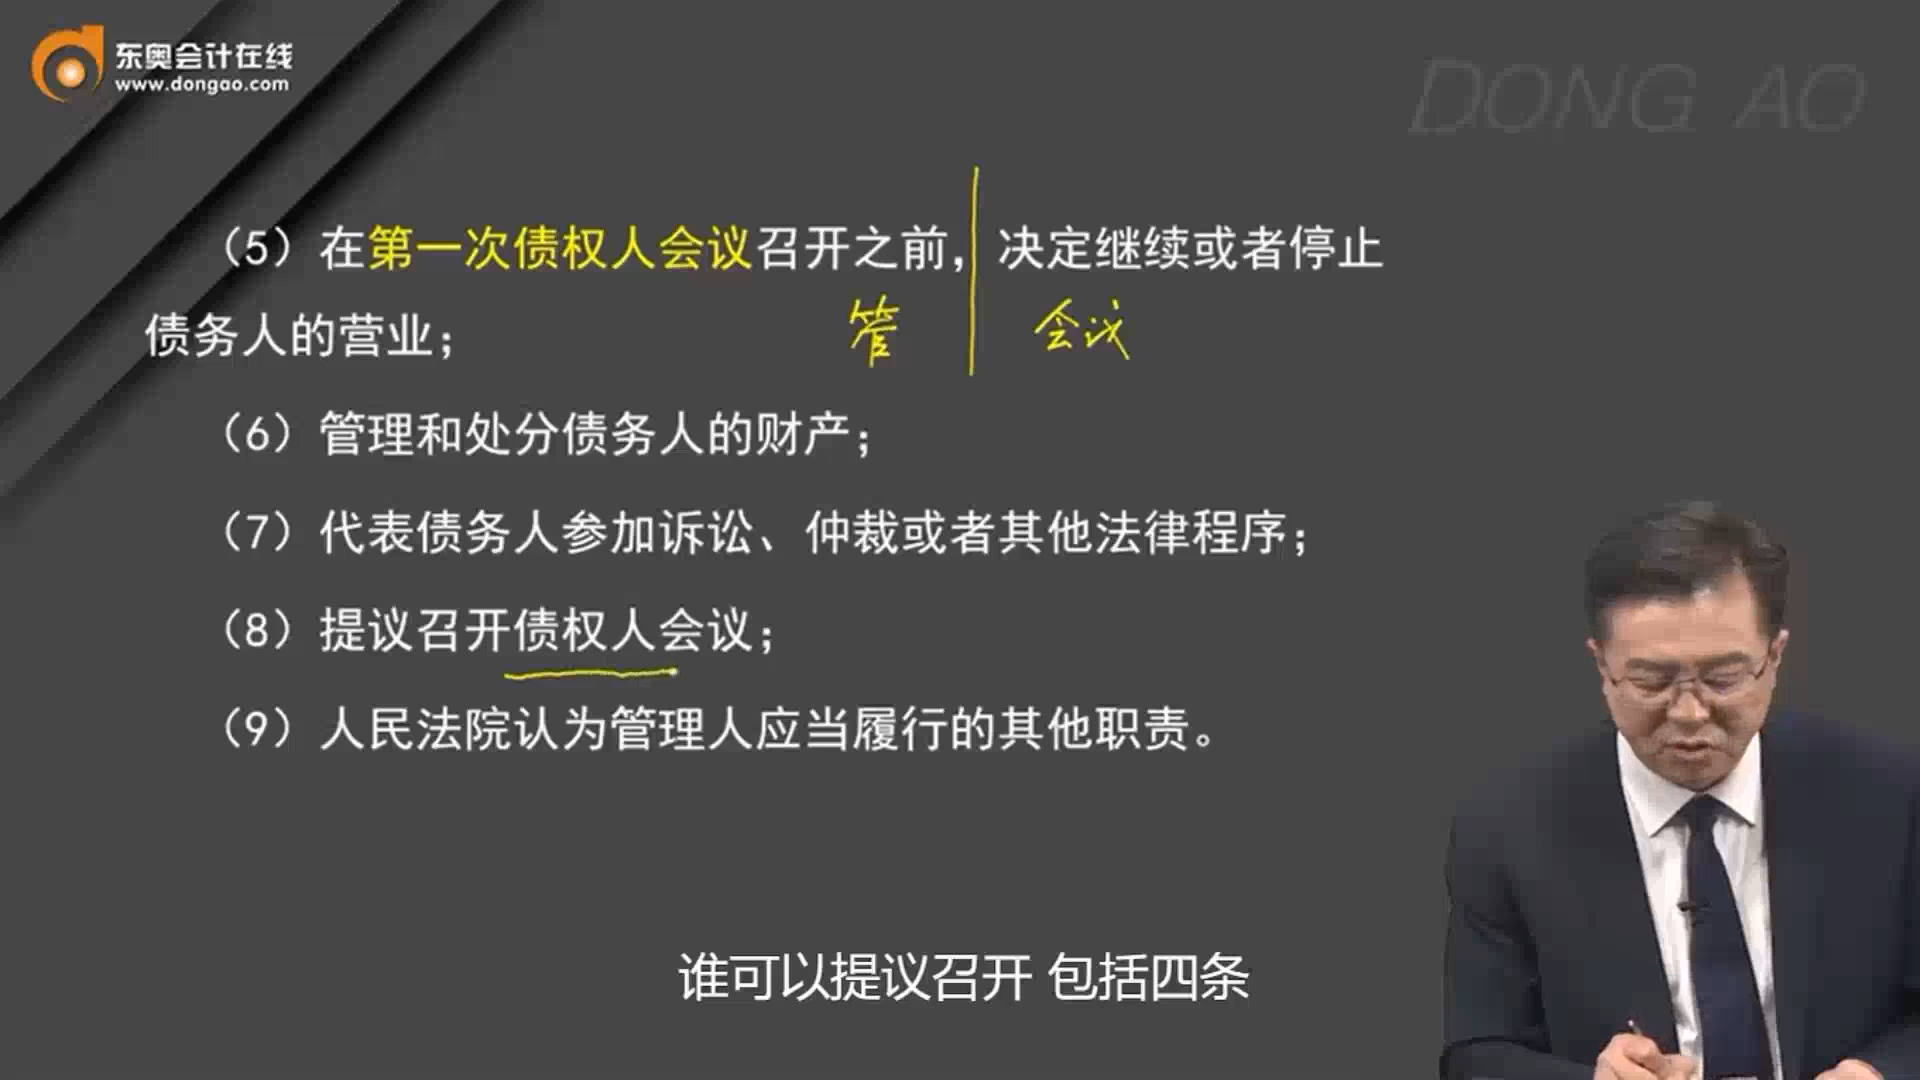 东奥会计在线
www.dongao.com
DONG AO
（5）在第一次债权人会议召开之前，决定继续或者停止
债务人的营业；
管 会议
（6）管理和处分债务人的财产；
（7）代表债务人参加诉讼、仲裁或者其他法律程序；
（8）提议召开债权人会议；
（9）人民法院认为管理人应当履行的其他职责。
谁可以提议召开 包括四条